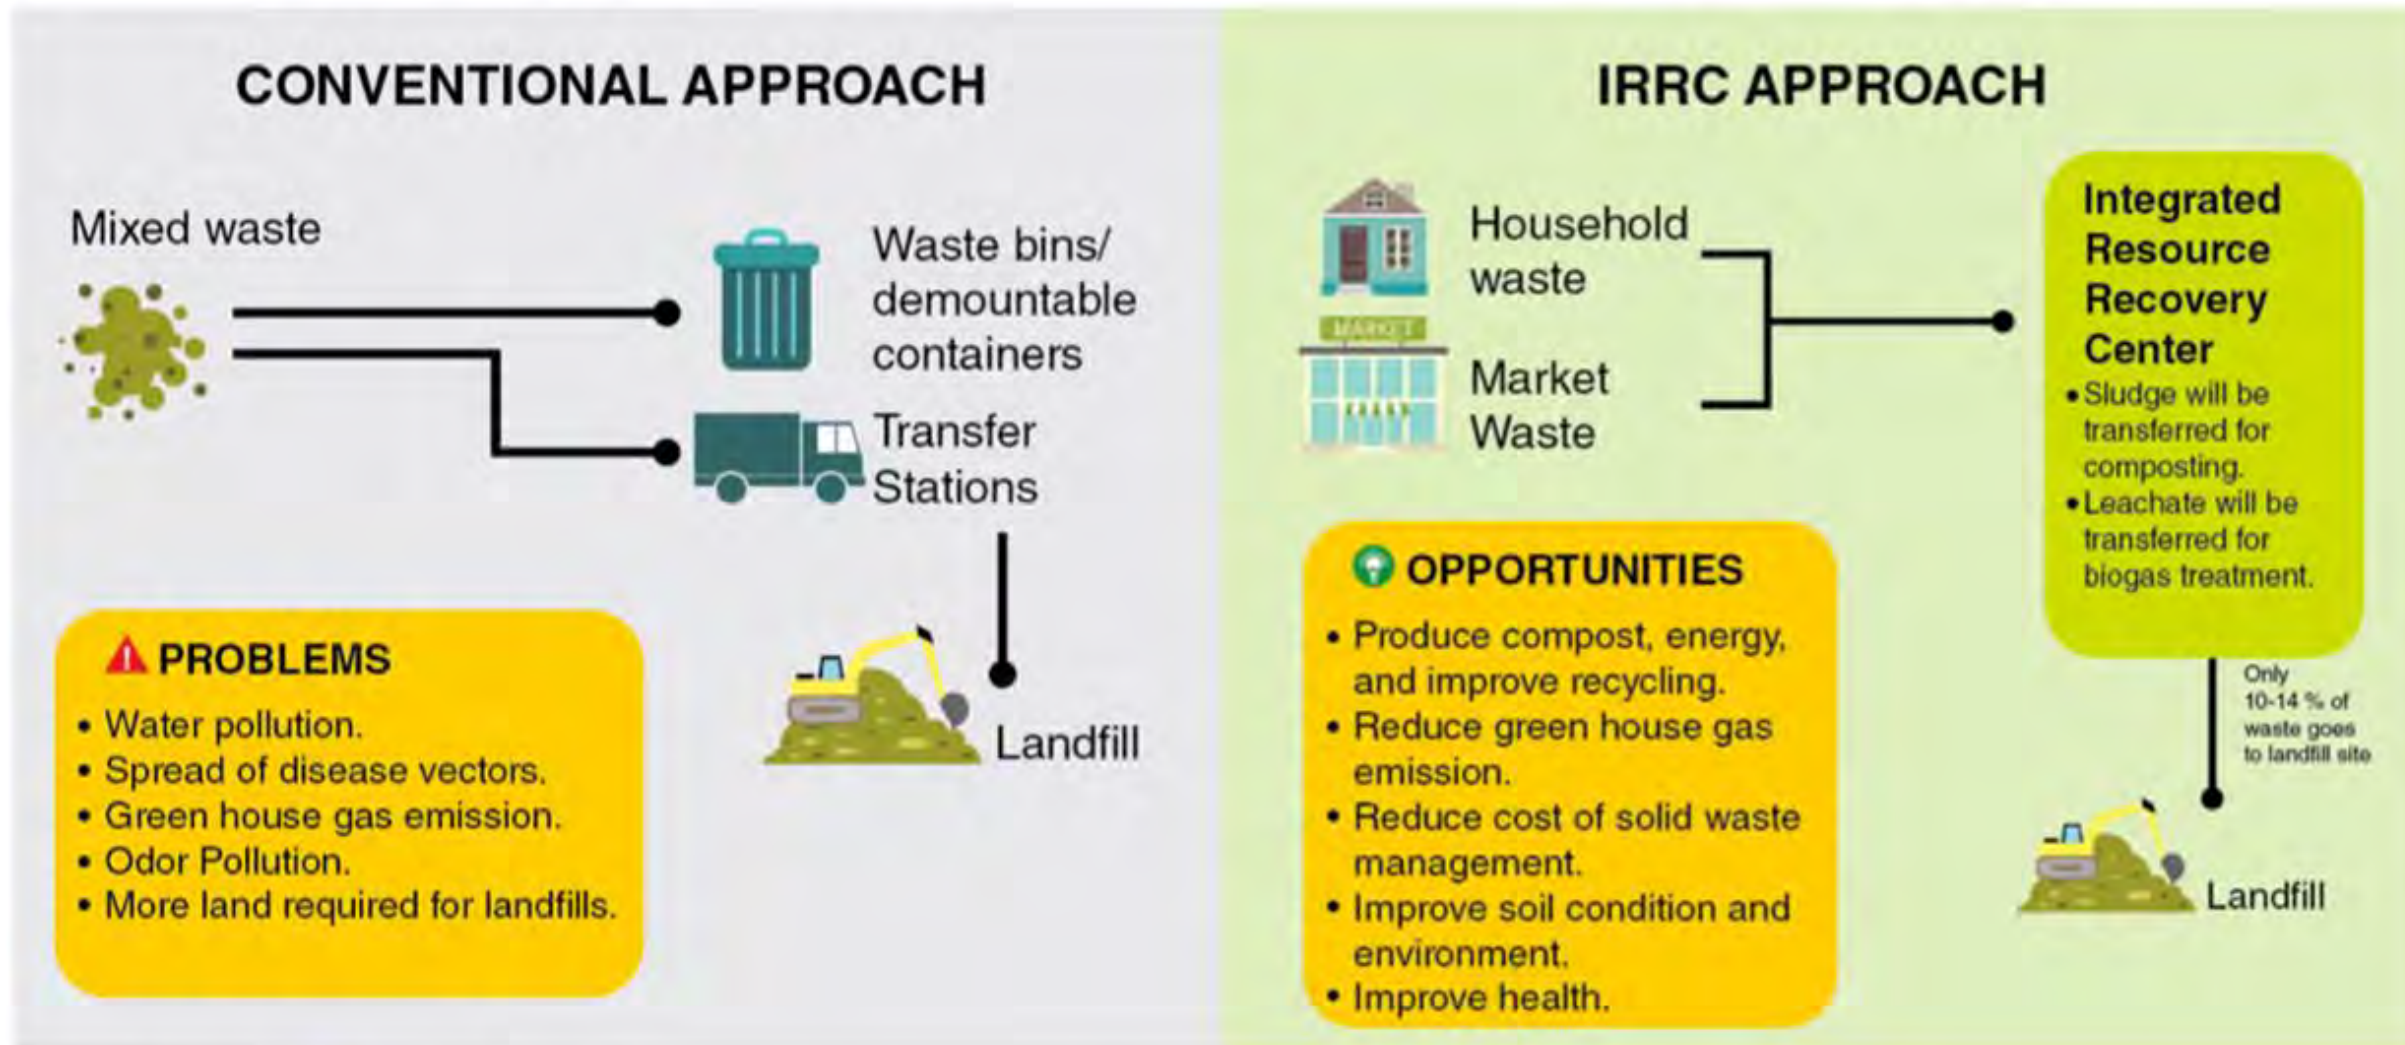 CONVENTIONAL APPROACH
Mixed waste
Waste bins/
demountable
containers
Transfer
Stations
Landfill
PROBLEMS
• Water pollution.
• Spread of disease vectors.
• Green house gas emission.
• Odor Pollution.
• More land required for landfills.
IRRC APPROACH
Household
waste
MARKET
Market
Waste
Integrated
Resource
Recovery
Center
• Sludge will be
transferred for
composting.
• Leachate will be
transferred for
biogas treatment.
Only
10-14 % of
waste goes
to landfill site
Landfill
OPPORTUNITIES
• Produce compost, energy,
and improve recycling.
• Reduce green house gas
emission.
• Reduce cost of solid waste
management.
• Improve soil condition and
environment.
• Improve health.